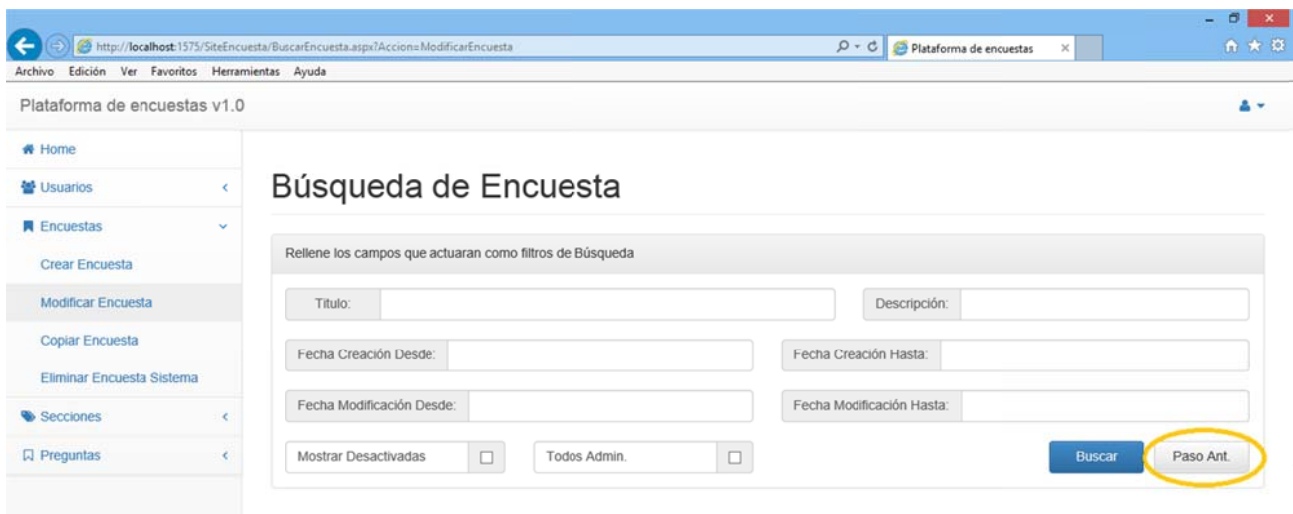 http://localhost:1575/SiteEncuesta/BuscarEncuesta.aspx?Accion=ModificarEncuesta
Plataforma de encuestas
Archivo Edición Ver Favoritos Herramientas Ayuda
Plataforma de encuestas v1.0
Home
Usuarios
Encuestas
Crear Encuesta
Modificar Encuesta
Copiar Encuesta
Eliminar Encuesta Sistema
Secciones
Preguntas
Búsqueda de Encuesta
Rellene los campos que actuaran como filtros de Búsqueda
Titulo: Descripción:
Fecha Creación Desde: Fecha Creación Hasta:
Fecha Modificación Desde: Fecha Modificación Hasta:
Mostrar Desactivadas Todos Admin. Buscar Paso Ant.